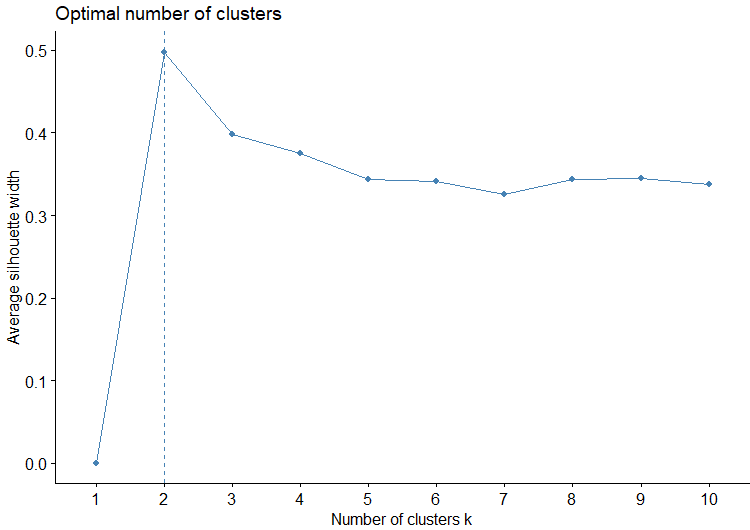 Optimal number of clusters
Average silhouette width
0.5
0.4
0.3
0.2
0.1
0.0
1 2 3 4 5 6 7 8 9 10
Number of clusters k